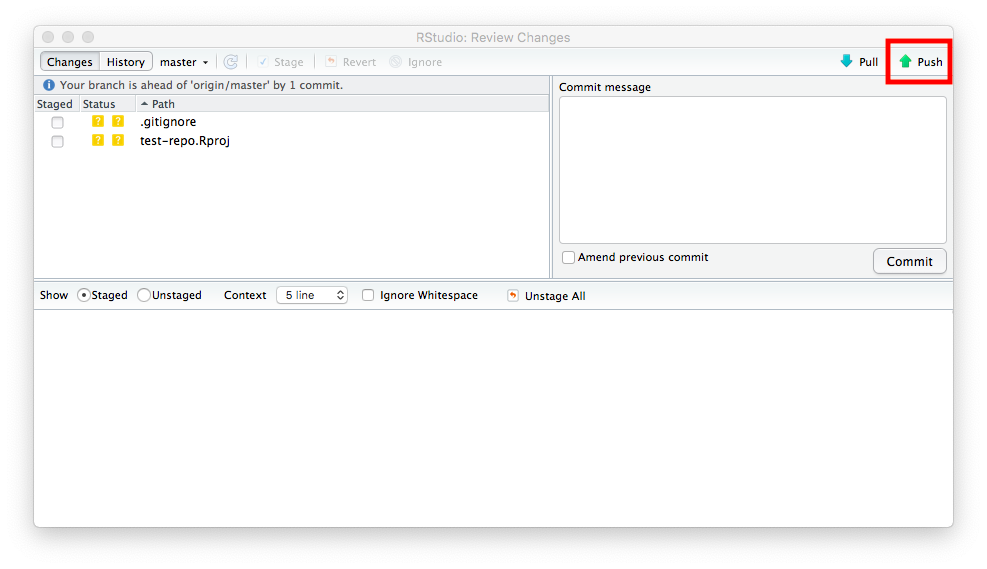 RStudio: Review Changes
Changes History master Stage Revert Ignore Pull Push
Your branch is ahead of 'origin/master' by 1 commit.
Commit message
Staged Status Path
? ? .gitignore
? ? test-repo.Rproj
Amend previous commit
Commit
Show Staged Unstaged Context 5 line Ignore Whitespace Unstage All